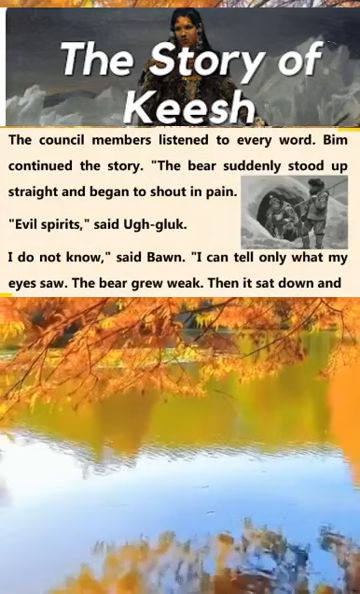 The Story of
Keesh
The council members listened to every word. Bim
continued the story. "The bear suddenly stood up
straight and began to shout in pain.
"Evil spirits," said Ugh-gluk.
I do not know," said Bawn. "I can tell only what my
eyes saw. The bear grew weak. Then it sat down and